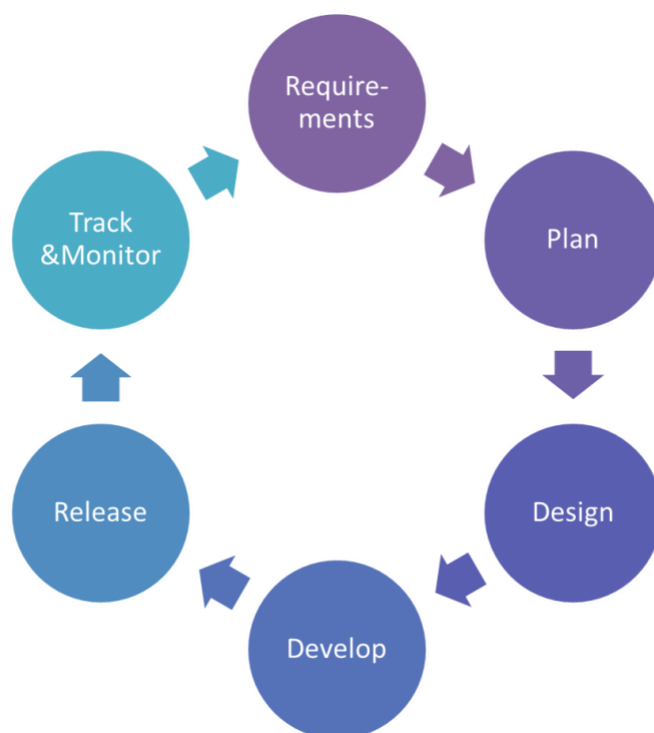 Require-
ments
Plan
Design
Develop
Release
Track
&Monitor